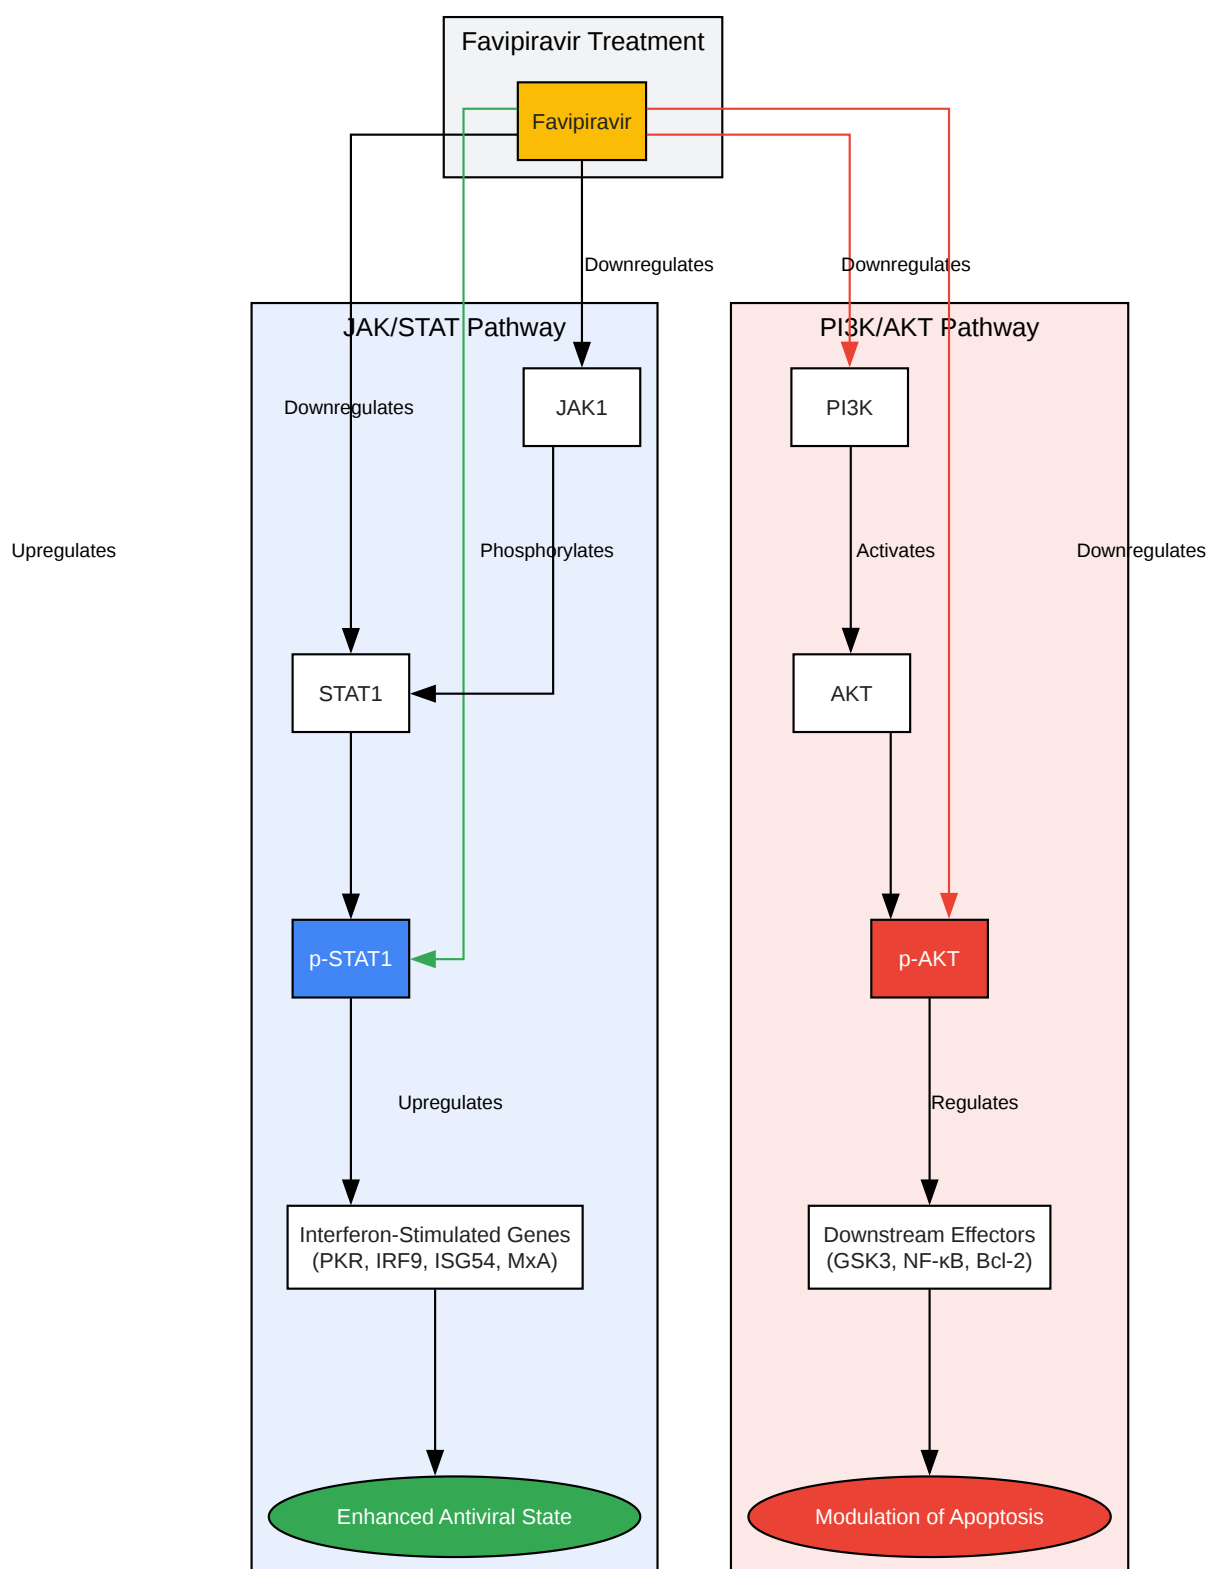 Favipiravir Treatment
Favipiravir
Downregulates
Downregulates
JAK/STAT Pathway
PI3K/AKT Pathway
Downregulates
JAK1
PI3K
Upregulates
Phosphorylates
Activates
Downregulates
STAT1
AKT
p-STAT1
p-AKT
Upregulates
Regulates
Interferon-Stimulated Genes
(PKR, IRF9, ISG54, MxA)
Downstream Effectors
(GSK3, NF-κB, Bcl-2)
Enhanced Antiviral State
Modulation of Apoptosis